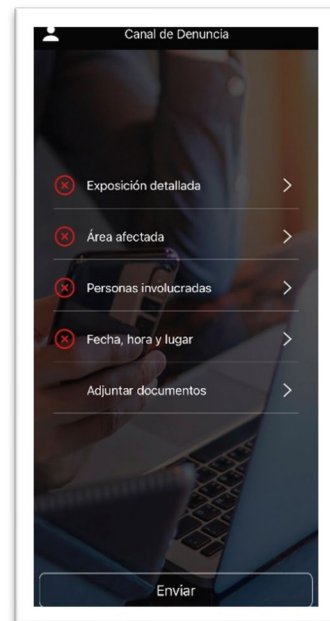 Canal de Denuncia
Exposición detallada
Área afectada
Personas involucradas
Fecha, hora y lugar
Adjuntar documentos
Enviar